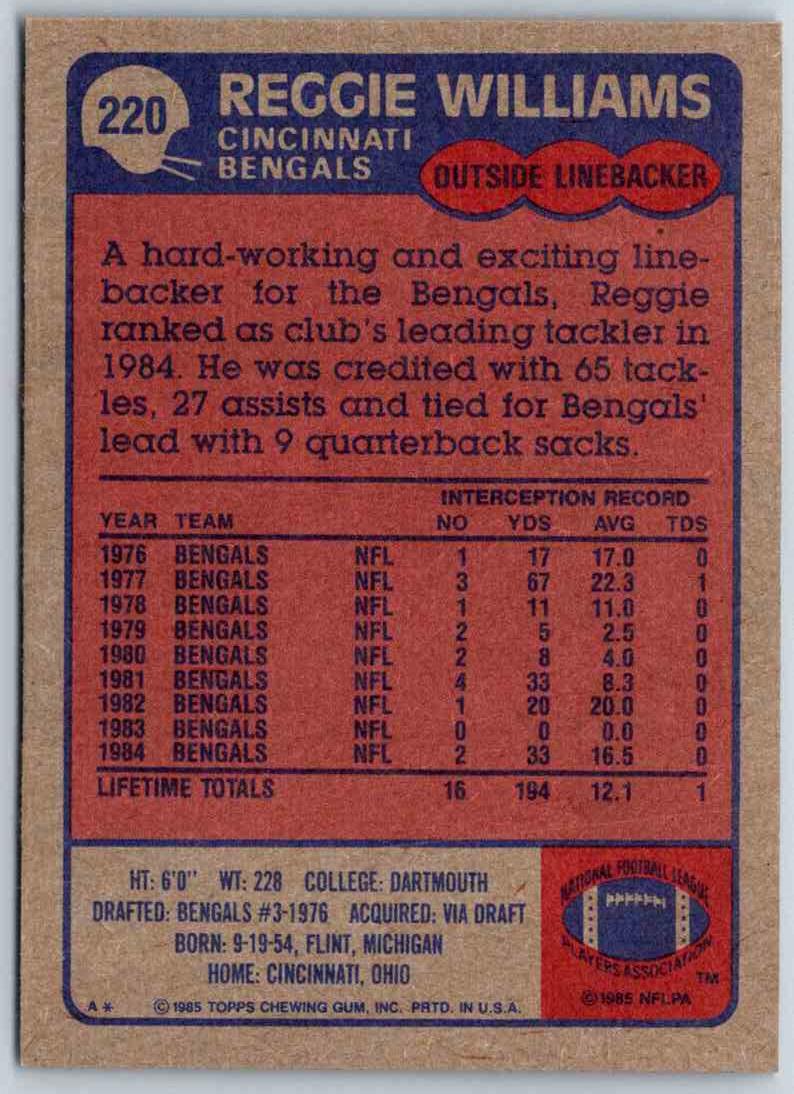 220
REGGIE WILLIAMS
CINCINNATI
BENGALS
OUTSIDE LINEBACKER
A hard-working and exciting line-
backer for the Bengals, Reggie
ranked as club's leading tackler in
1984. He was credited with 65 tack-
les, 27 assists and tied for Bengals'
lead with 9 quarterback sacks.
INTERCEPTION RECORD
YEAR TEAM NO YDS AVG TDS
1976 BENGALS NFL 1 17 17.0 0
1977 BENGALS NFL 3 67 22.3 1
1978 BENGALS NFL 1 11 11.0 0
1979 BENGALS NFL 2 5 2.5 0
1980 BENGALS NFL 2 8 4.0 0
1981 BENGALS NFL 4 33 8.3 0
1982 BENGALS NFL 1 20 20.0 0
1983 BENGALS NFL 0 0 0.0 0
1984 BENGALS NFL 2 33 16.5 0
LIFETIME TOTALS 16 194 12.1 1
HT: 6'0" WT: 228 COLLEGE: DARTMOUTH
DRAFTED: BENGALS #3-1976 ACQUIRED: VIA DRAFT
BORN: 9-19-54, FLINT, MICHIGAN
HOME: CINCINNATI, OHIO
A* © 1985 TOPPS CHEWING GUM, INC. PRTD. IN U.S.A.
NATIONAL FOOTBALL LEAGUE
PLAYERS ASSOCIATION
TM
© 1985 NFLPA